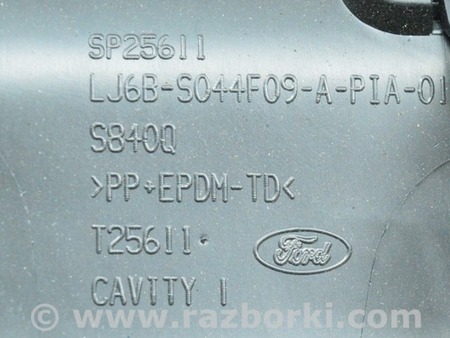 SP25611
LJ6B-S044F09-A-PIA-01
S840Q
>PP+EPDM-TD<
T25611
Ford
CAVITY 1
© www.razborki.com